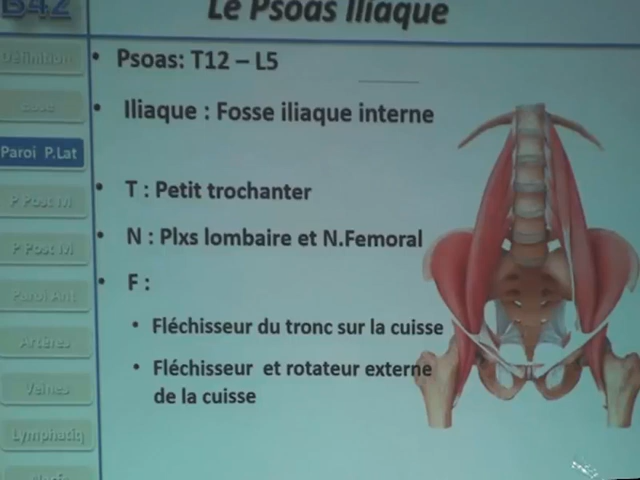 B42
Le Psoas Iliaque
Définition
Paroi P.Lat
P Post M
P Post M
Paroi Ant
Artères
Veines
Lymphatiq
• Psoas: T12 – L5
• Iliaque : Fosse iliaque interne
• T : Petit trochanter
• N : Plxs lombaire et N.Femoral
• F :
• Fléchisseur du tronc sur la cuisse
• Fléchisseur et rotateur externe
de la cuisse